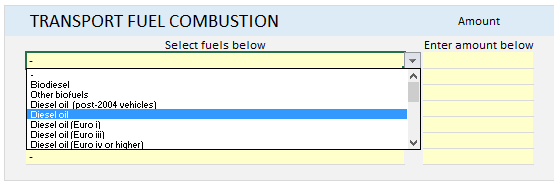 TRANSPORT FUEL COMBUSTION Amount
Select fuels below Enter amount below
-
-
Biodiesel
Other biofuels
Diesel oil (post-2004 vehicles)
Diesel oil
Diesel oil (Euro i)
Diesel oil (Euro iii)
Diesel oil (Euro iv or higher)
-